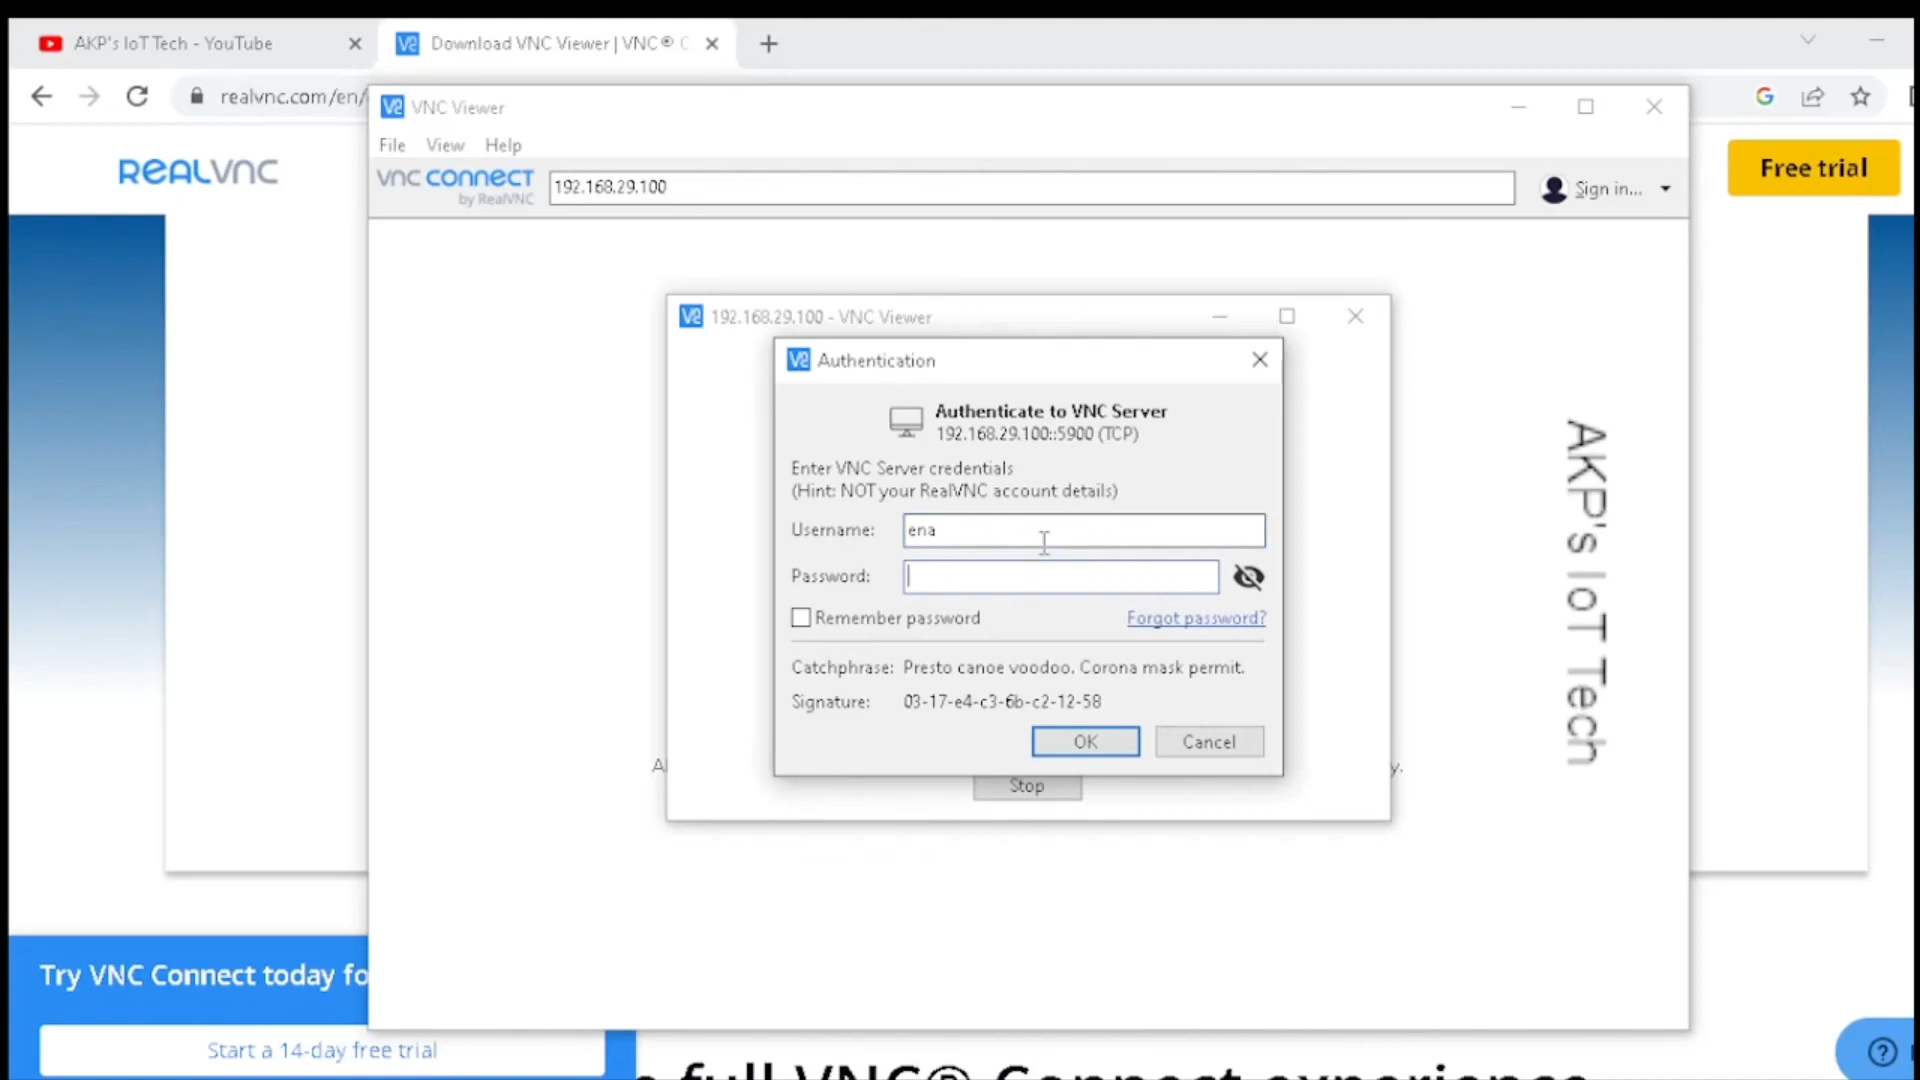 AKP's IoT Tech - YouTube
Download VNC Viewer | VNC® C
realvnc.com/en/
VNC Viewer
File View Help
REALVNC
vnc connect
by RealVNC
192.168.29.100
Sign in...
Free trial
192.168.29.100 - VNC Viewer
Authentication
Authenticate to VNC Server
192.168.29.100::5900 (TCP)
Enter VNC Server credentials
(Hint: NOT your RealVNC account details)
Username: ena
Password:
Remember password Forgot password?
Catchphrase: Presto canoe voodoo. Corona mask permit.
Signature: 03-17-e4-c3-6b-c2-12-58
OK Cancel
Stop
AKP's IoT Tech
Try VNC Connect today fo
Start a 14-day free trial
full VNC® Connect experience